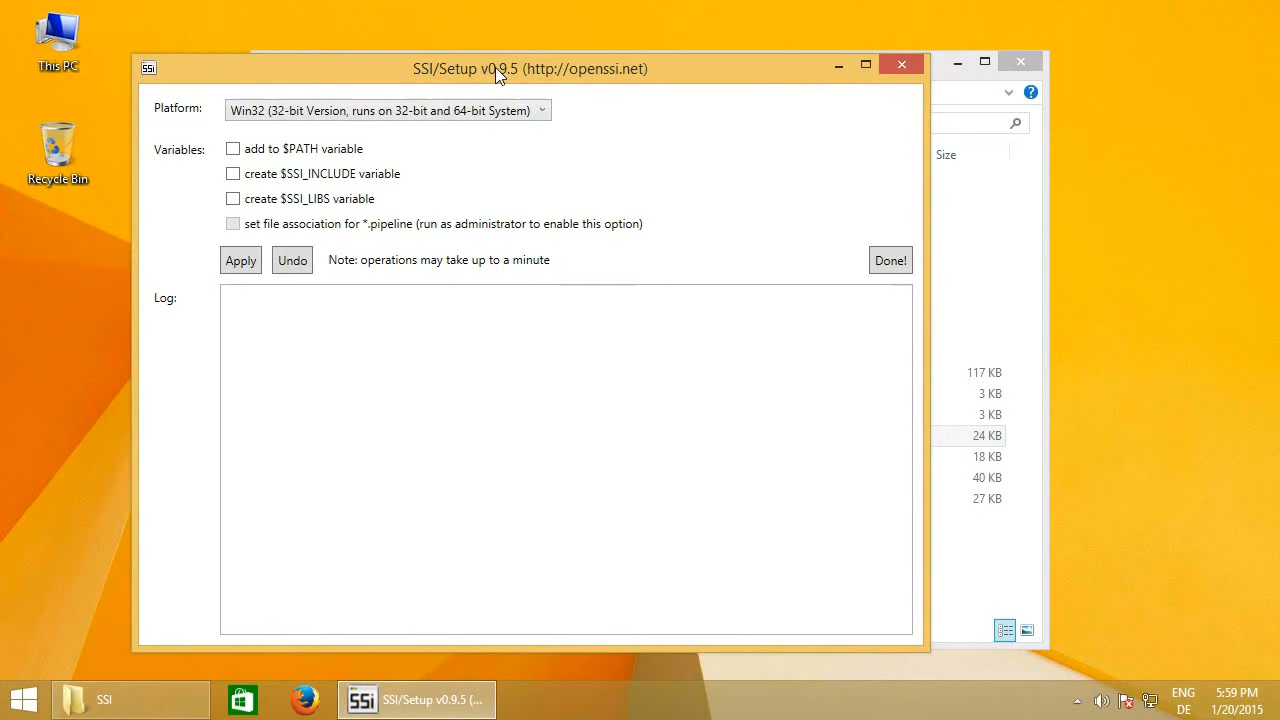 This PC
Recycle Bin
SSI
SSI/Setup v0.9.5 (http://openssi.net)
Platform:
Win32 (32-bit Version, runs on 32-bit and 64-bit System)
Variables:
add to $PATH variable
create $SSI_INCLUDE variable
create $SSI_LIBS variable
set file association for *.pipeline (run as administrator to enable this option)
Apply
Undo
Note: operations may take up to a minute
Done!
Log:
Size
117 KB
3 KB
3 KB
24 KB
18 KB
40 KB
27 KB
SSI
SSI
SSI/Setup v0.9.5 (...
ENG
DE
5:59 PM
1/20/2015